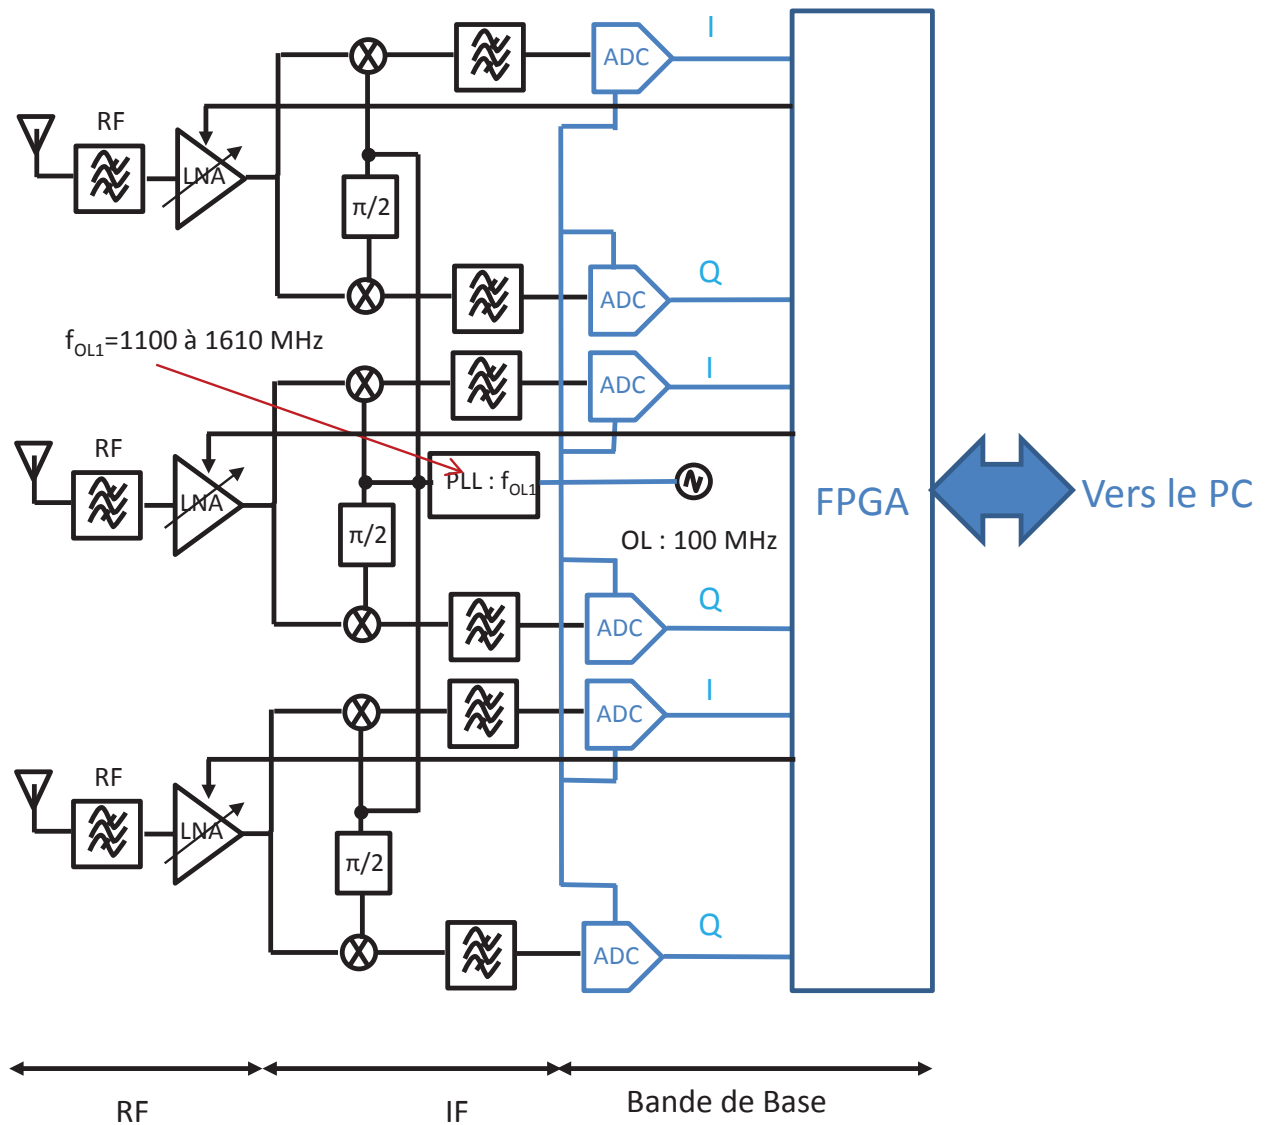 I
ADC
RF
LNA
π/2
Q
ADC
fOL1=1100 à 1610 MHz
I
ADC
RF
LNA
PLL : fOL1
FPGA
Vers le PC
π/2
OL : 100 MHz
Q
ADC
I
ADC
RF
LNA
π/2
Q
ADC
RF
IF
Bande de Base